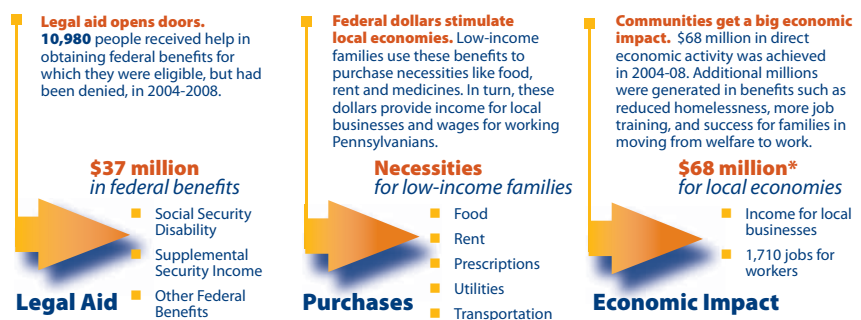 Legal aid opens doors.
10,980 people received help in
obtaining federal benefits for
which they were eligible, but had
been denied, in 2004-2008.
$37 million
in federal benefits
Social Security
Disability
Supplemental
Security Income
Other Federal
Benefits
Legal Aid
Federal dollars stimulate
local economies. Low-income
families use these benefits to
purchase necessities like food,
rent and medicines. In turn, these
dollars provide income for local
businesses and wages for working
Pennsylvanians.
Necessities
for low-income families
Food
Rent
Prescriptions
Utilities
Transportation
Purchases
Communities get a big economic
impact. $68 million in direct
economic activity was achieved
in 2004-08. Additional millions
were generated in benefits such as
reduced homelessness, more job
training, and success for families in
moving from welfare to work.
$68 million*
for local economies
Income for local
businesses
1,710 jobs for
workers
Economic Impact